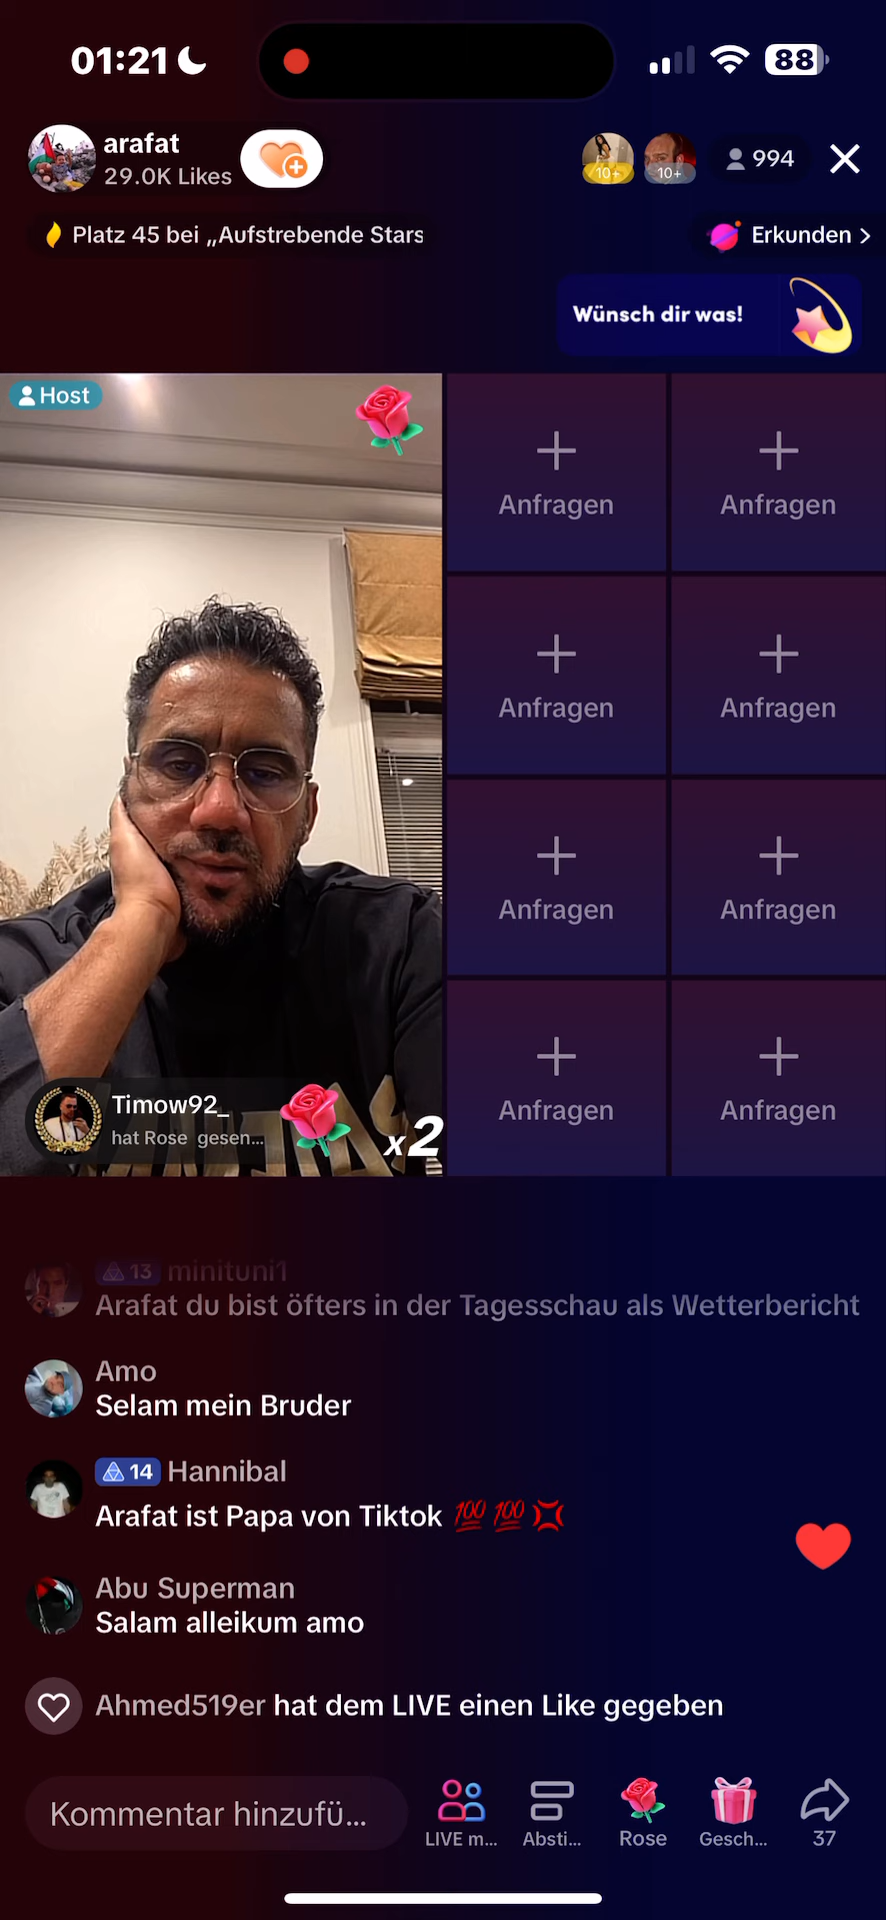 01:21
88
arafat
29.0K Likes
10+
10+
994
Platz 45 bei „Aufstrebende Stars
Erkunden >
Wünsch dir was!
Host
Anfragen
Anfragen
Anfragen
Anfragen
Anfragen
Anfragen
Anfragen
Anfragen
Timow92_
hat Rose gesen...
x2
13 minituni1
Arafat du bist öfters in der Tagesschau als Wetterbericht
Amo
Selam mein Bruder
14 Hannibal
Arafat ist Papa von Tiktok 💯 💯 💢
Abu Superman
Salam alleikum amo
Ahmed519er hat dem LIVE einen Like gegeben
Kommentar hinzufü...
LIVE m...
Absti...
Rose
Gesch...
37